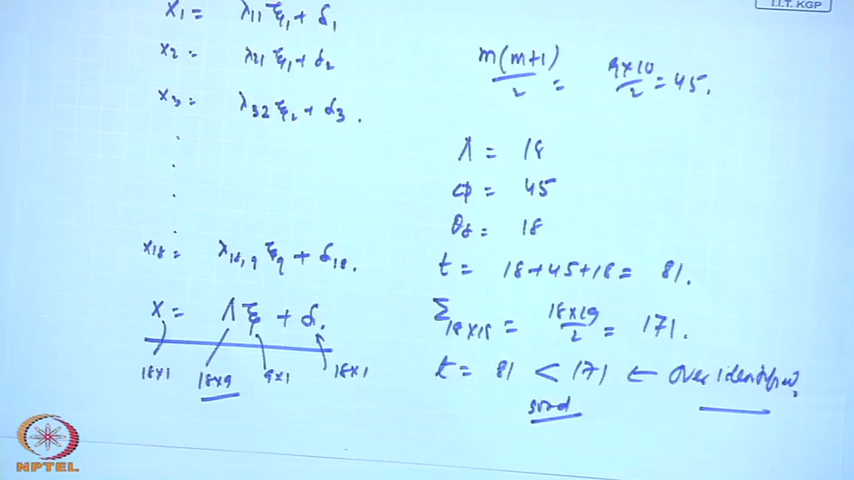 I.I.T. KGP
x₁ = λ₁₁ ξ₁ + δ₁
x₂ = λ₂₁ ξ₁ + δ₂
x₃ = λ₃₂ ξ₂ + δ₃ .
x₁₈ = λ₁₈,₉ ξ₉ + δ₁₈.
X = Λ ξ + δ.
18×1 18×9 9×1 18×1
m(m+1)/2 = 9×10/2 = 45.
Λ = 18
φ = 45
θδ = 18
t = 18+45+18 = 81.
Σ18×18 = 18×19/2 = 171.
t = 81 < 171 ← Over identified.
NPTEL